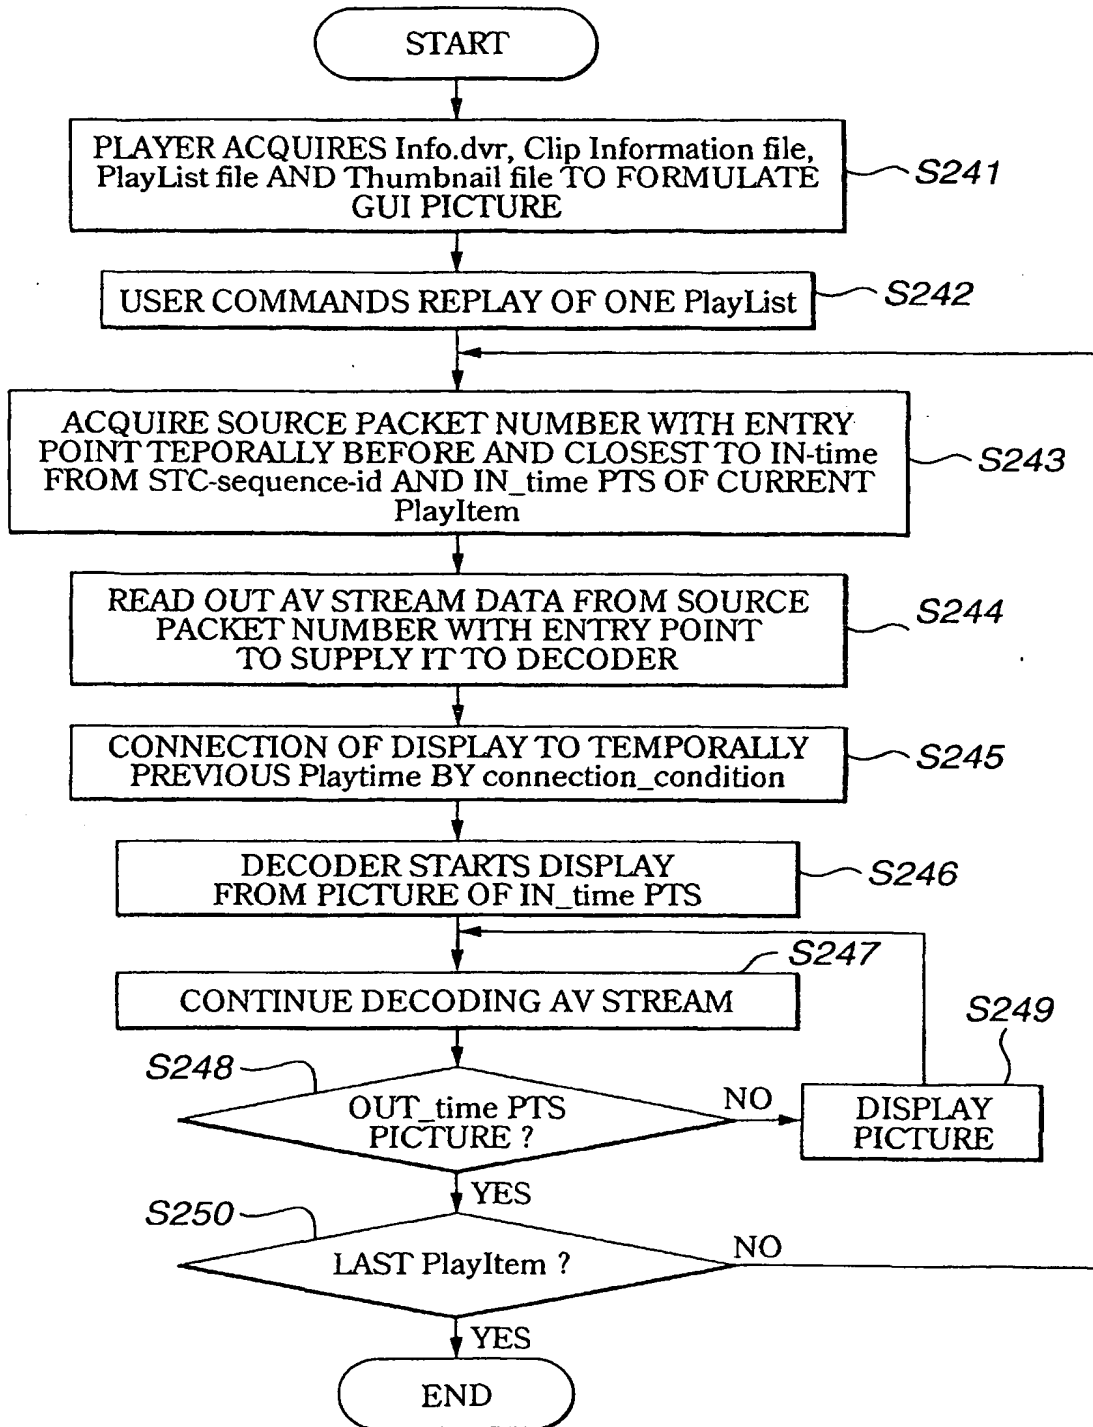 START
PLAYER ACQUIRES Info.dvr, Clip Information file,
PlayList file AND Thumbnail file TO FORMULATE
GUI PICTURE
S241
USER COMMANDS REPLAY OF ONE PlayList
S242
ACQUIRE SOURCE PACKET NUMBER WITH ENTRY
POINT TEPORALLY BEFORE AND CLOSEST TO IN-time
FROM STC-sequence-id AND IN_time PTS OF CURRENT
PlayItem
S243
READ OUT AV STREAM DATA FROM SOURCE
PACKET NUMBER WITH ENTRY POINT
TO SUPPLY IT TO DECODER
S244
CONNECTION OF DISPLAY TO TEMPORALLY
PREVIOUS Playtime BY connection_condition
S245
DECODER STARTS DISPLAY
FROM PICTURE OF IN_time PTS
S246
S247
CONTINUE DECODING AV STREAM
S248
OUT_time PTS
PICTURE ?
NO
S249
DISPLAY
PICTURE
YES
S250
LAST PlayItem ?
NO
YES
END